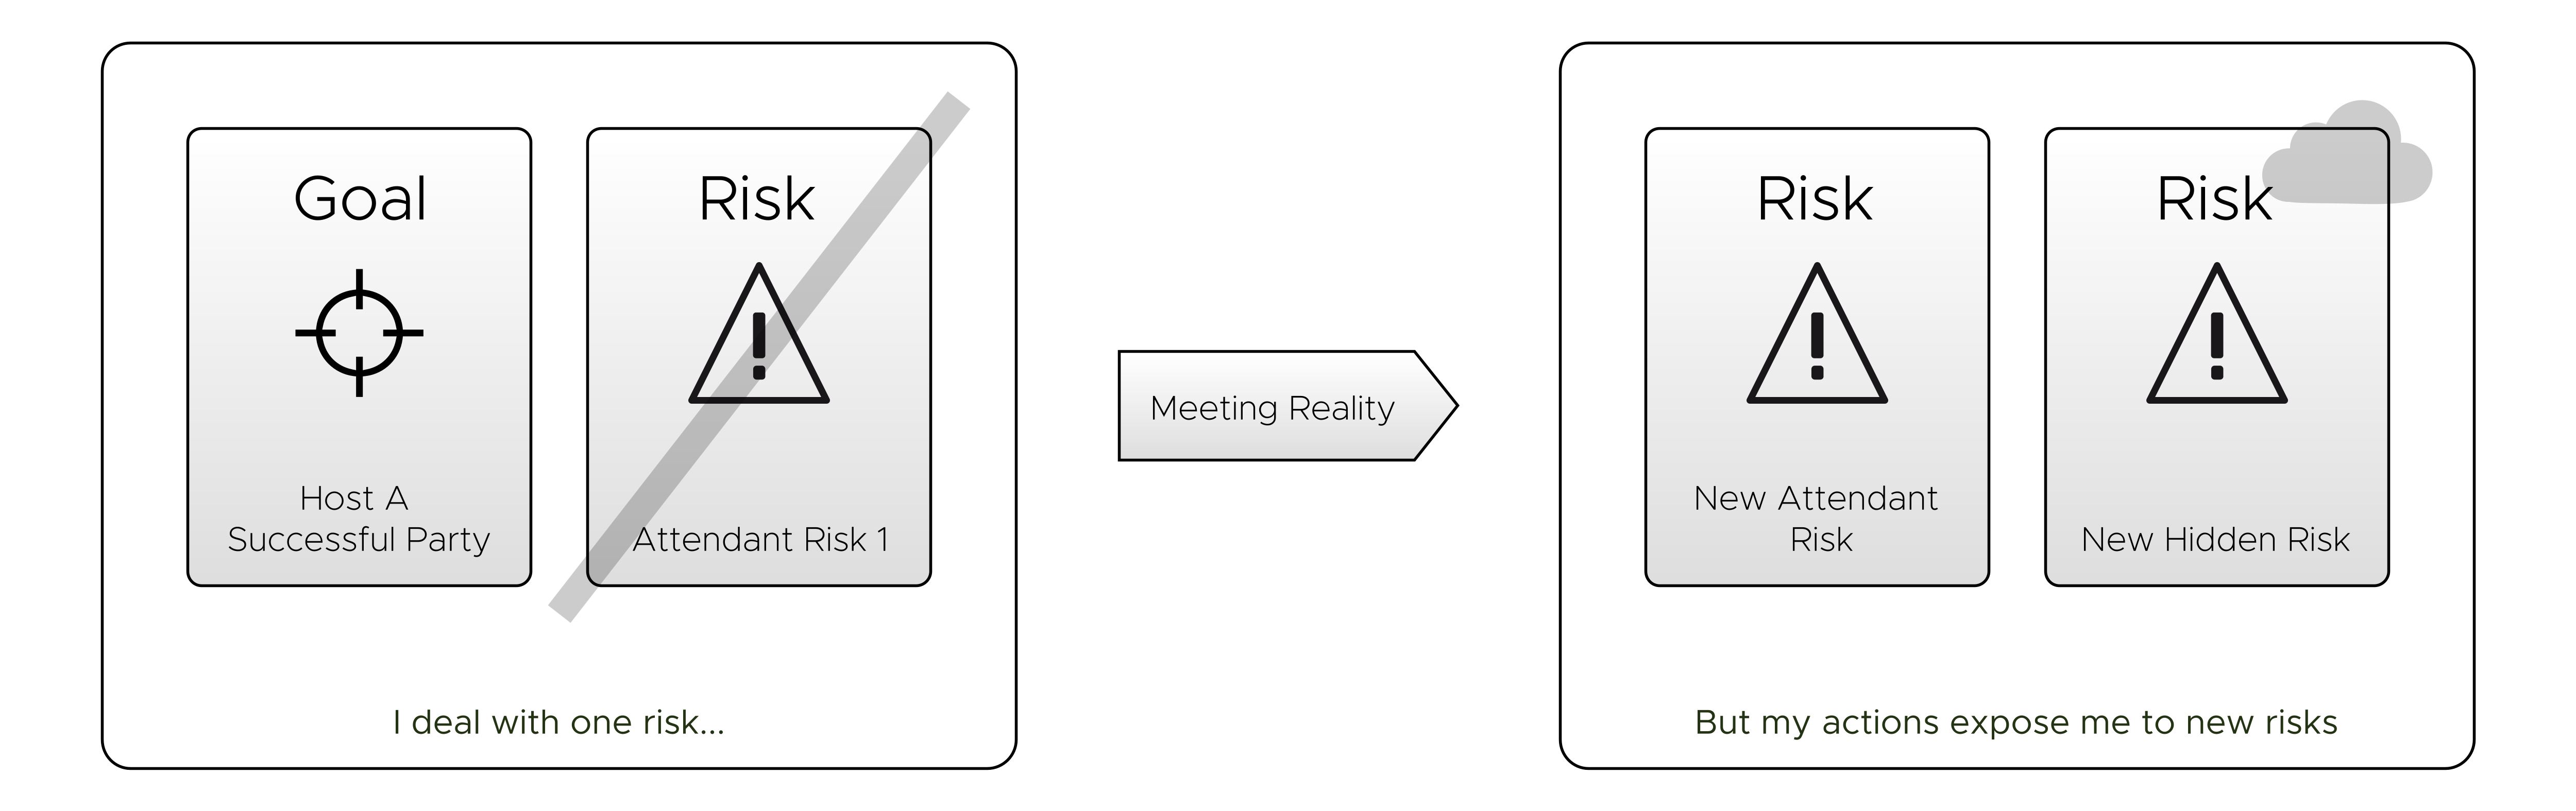 Goal
Host A
Successful Party
Risk
Attendant Risk 1
I deal with one risk...
Meeting Reality
Risk
New Attendant
Risk
Risk
New Hidden Risk
But my actions expose me to new risks